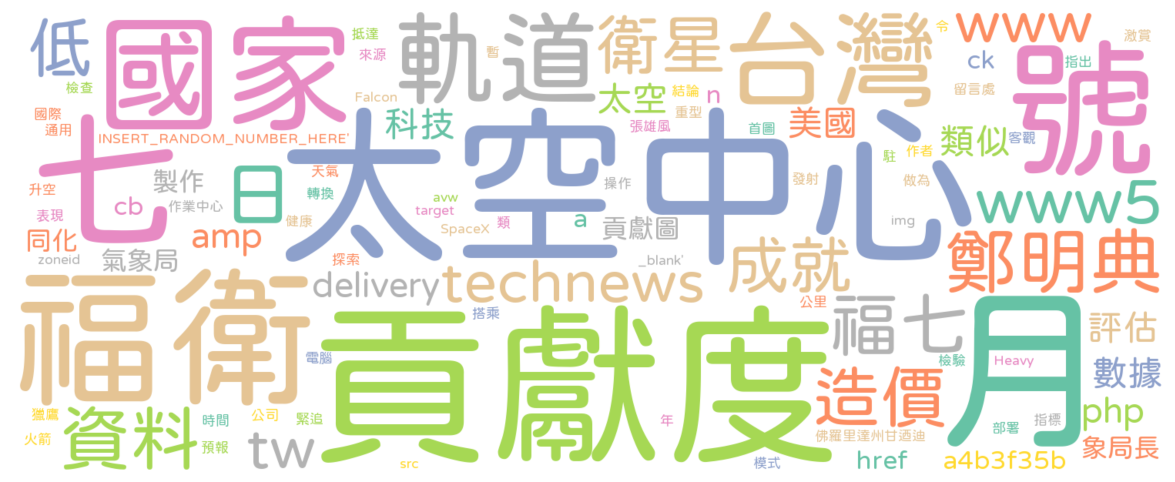 低
國家
軌道
衛星
台灣
www
號
抵達
來源
暫
檢查
Falcon
太空
結論
n
重型
張雄風
首圖
美國
ck
指出
留言處
激賞
令
國際
通用
INSERT_RANDOM_NUMBER_HERE'
科技
類似
客觀
七
太空中心
日
製作
作業中心
cb
升空
表現
同化
zoneid
氣象局
amp
天氣
轉換
健康
探索
avw
target
SpaceX
類
操作
a
貢獻圖
_blank'
發射
駐
作者
做為
img
www5
鄭明典
福衛
delivery
technews
成就
搭乘
公里
電腦
貢獻度
福七
造價
月
評估
數據
檢驗
Heavy
獵鷹
火箭
資料
時間
預報
公司
緊追
tw
src
年
模式
佛羅里達州甘迺迪
部署
指標
php
href
a4b3f35b
象局長